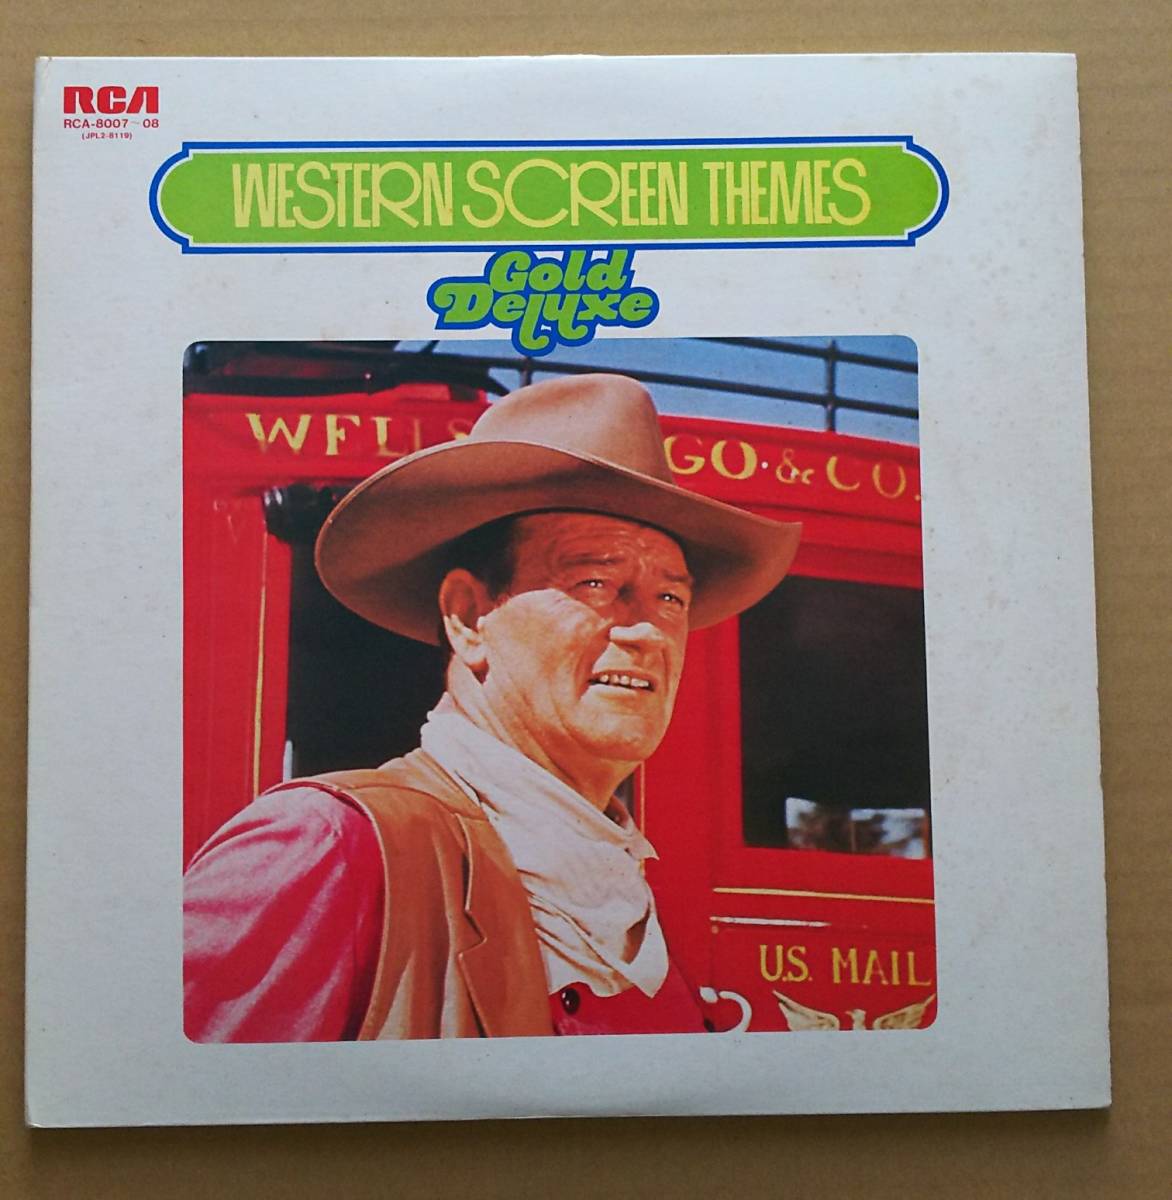 RCA
RCA-8007~08
(JPL2-8119)
WESTERN SCREEN THEMES
Gold
Deluxe
WELLS GO. & CO.
U.S. MAIL